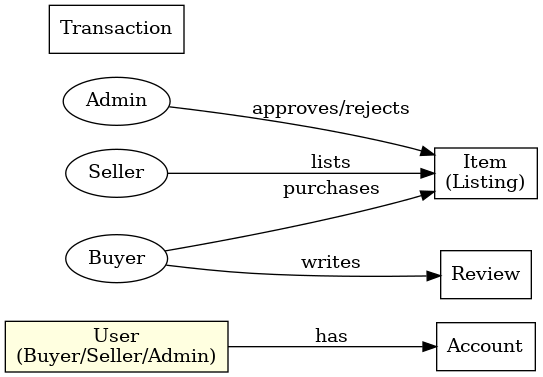 Transaction
Admin
approves/rejects
Seller
lists
Item
(Listing)
purchases
Buyer
writes
Review
User
(Buyer/Seller/Admin)
has
Account